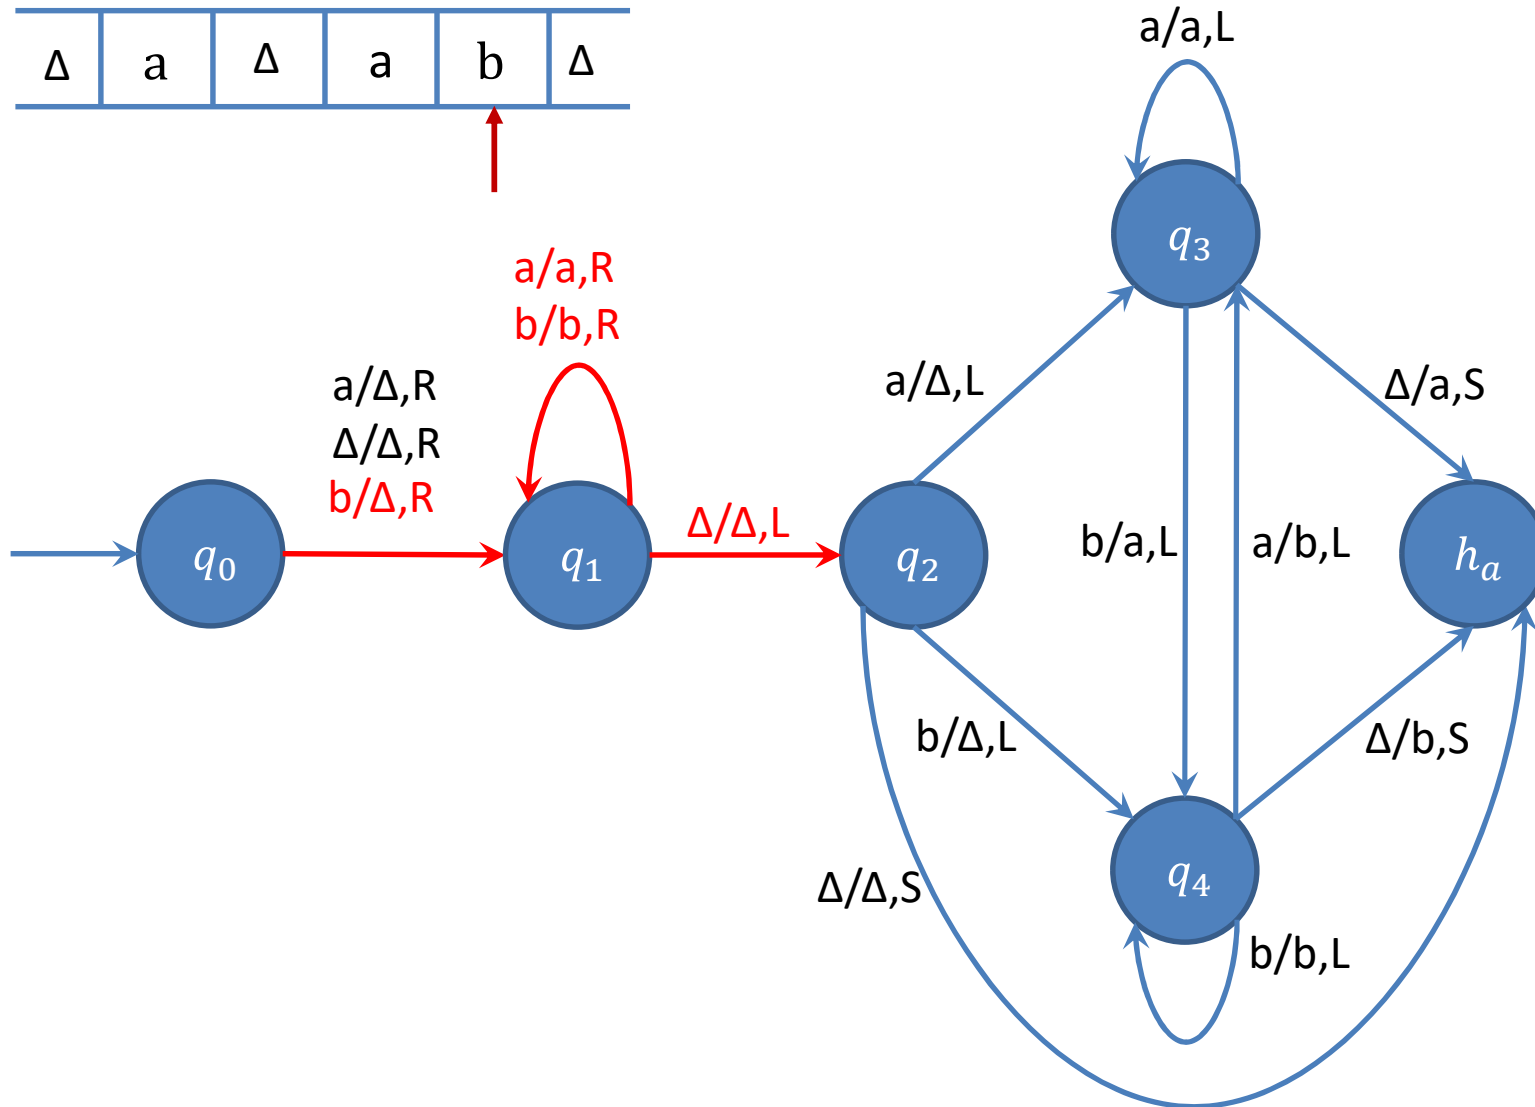 Δ a Δ a b Δ
a/a,L
q₃
a/a,R
b/b,R
a/Δ,R
Δ/Δ,R
b/Δ,R
a/Δ,L
Δ/a,S
Δ/Δ,L
b/a,L
a/b,L
q₀
q₁
q₂
hₐ
b/Δ,L
Δ/b,S
Δ/Δ,S
q₄
b/b,L